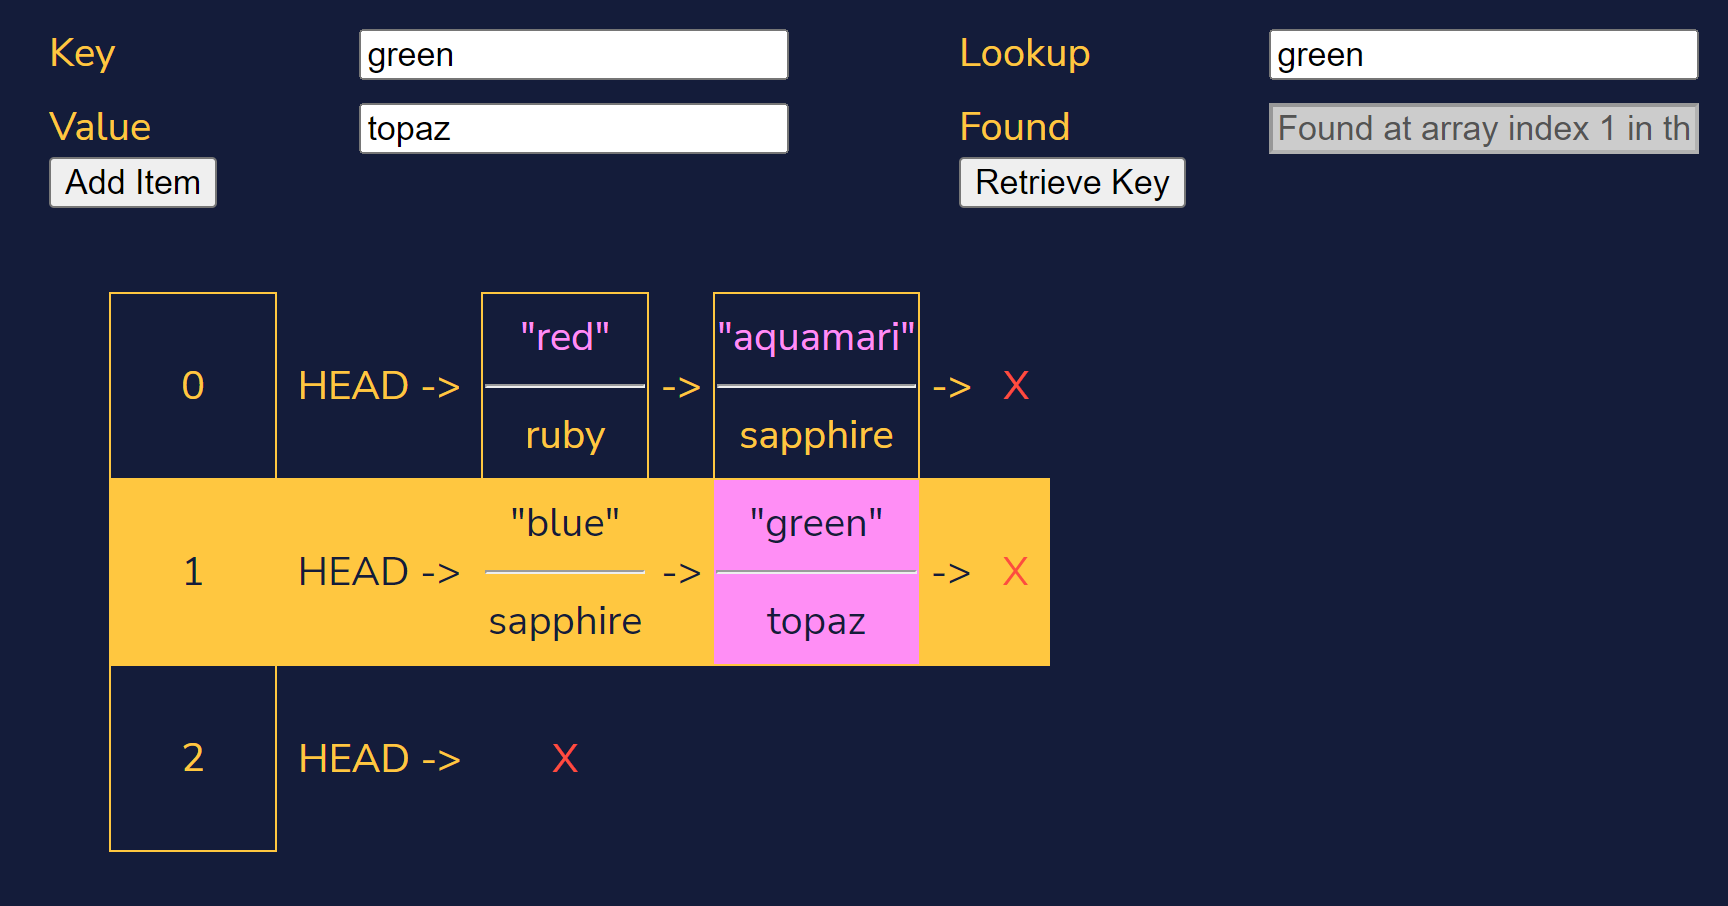 Key green Lookup green
Value topaz Found Found at array index 1 in th
Add Item Retrieve Key
"red" "aquamari"
0 HEAD -> -> -> X
ruby sapphire
"blue" "green"
1 HEAD -> -> -> X
sapphire topaz
2 HEAD -> X